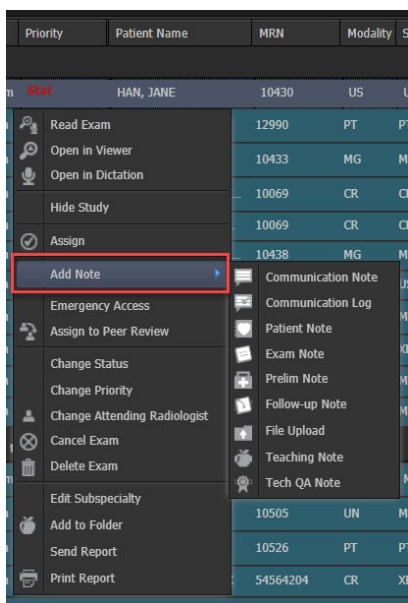 Priority Patient Name MRN Modality S
Stat HAN, JANE 10430 US
Read Exam 12990 PT
Open in Viewer 10433 MG
Open in Dictation 10069 CR
Hide Study 10069 CR
Assign 10438 MG
Add Note
Communication Note
Communication Log
Patient Note
Exam Note
Prelim Note
Follow-up Note
File Upload
Teaching Note
Tech QA Note
Emergency Access
Assign to Peer Review
Change Status
Change Priority
Change Attending Radiologist
Cancel Exam
Delete Exam
Edit Subspecialty
Add to Folder 10505 UN
Send Report 10526 PT
Print Report 54564204 CR